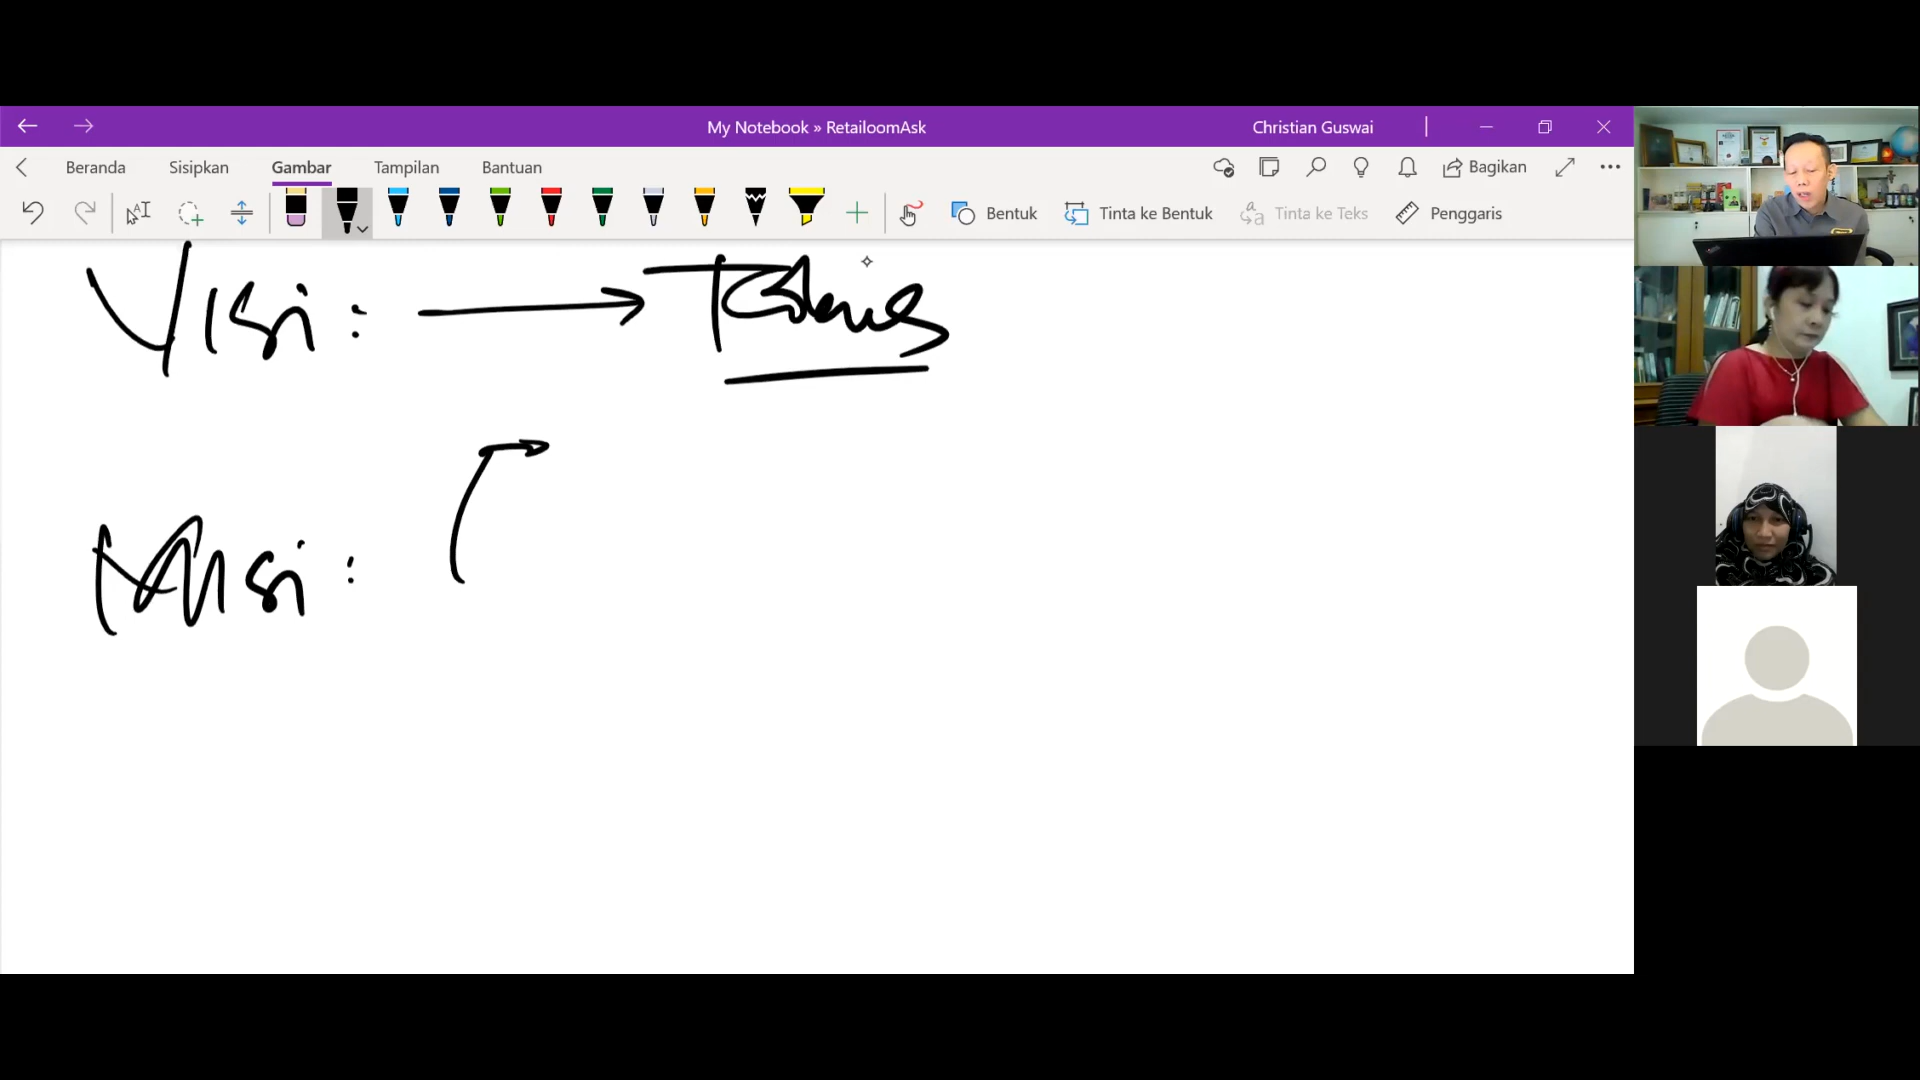 My Notebook » RetailoomAsk
Christian Guswai
Beranda
Sisipkan
Gambar
Tampilan
Bantuan
Bagikan
Bentuk
Tinta ke Bentuk
Tinta ke Teks
Penggaris
Visi :
Misi :